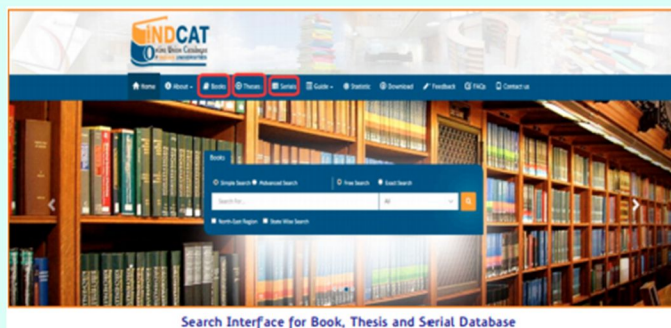 INDCAT
Online Union Catalogue
Home About Books Theses Serials Guide Statistic Download Feedback FAQs Contact us
Books
Simple Search Advanced Search Free Search Exact Search
Search for... All
North-East Region State Wise Search
Search Interface for Book, Thesis and Serial Database